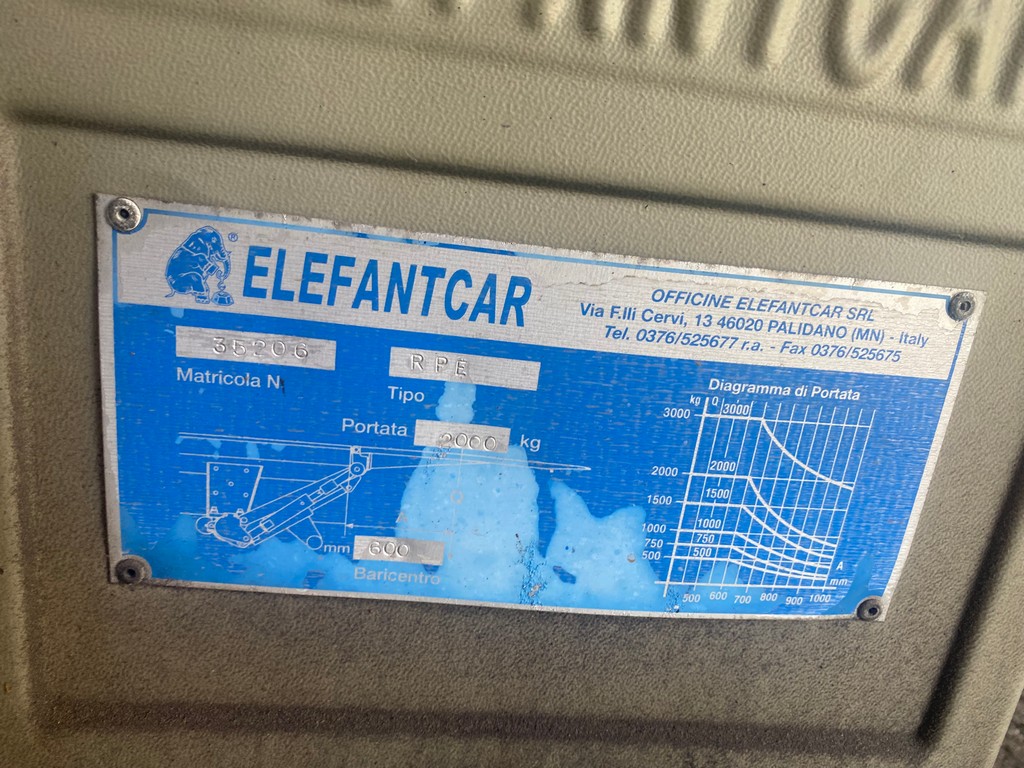 ELEFANTCAR
®
ELEFANTCAR
OFFICINE ELEFANTCAR SRL
Via F.lli Cervi, 13 46020 PALIDANO (MN) - Italy
Tel. 0376/525677 r.a. - Fax 0376/525675
35206
Matricola N
RPE
Tipo
Portata 2000 kg
mm 600
Baricentro
Diagramma di Portata
kg Q
3000 3000
2000 2000
1500 1500
1000 1000
750 750
500 500
A
mm
500 600 700 800 900 1000